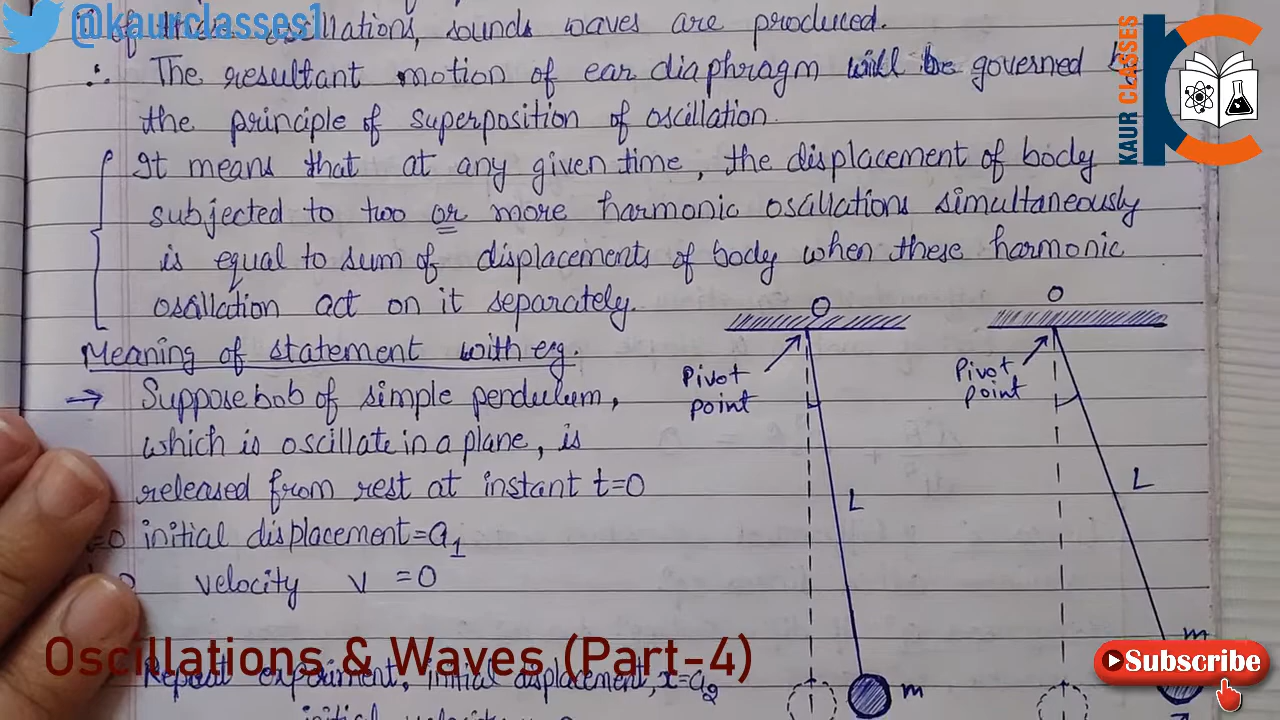 @kaurclasses1
of oscillations, sounds waves are produced.
∴ The resultant motion of ear diaphragm will be governed
the principle of superposition of oscillation.
It means that at any given time, the displacement of body
subjected to two or more harmonic oscillations simultaneously
is equal to sum of displacements of body when these harmonic
oscillation act on it separately.
Meaning of statement with eg.
→ Suppose bob of simple pendulum,
which is oscillate in a plane, is
released from rest at instant t=0
=0 initial displacement=a1
velocity v =0
Repeat experiment, initial displacement,
O
Pivot
point
L
m
O
Pivot
point
L
m
KAUR CLASSES
Oscillations & Waves (Part-4)
Subscribe